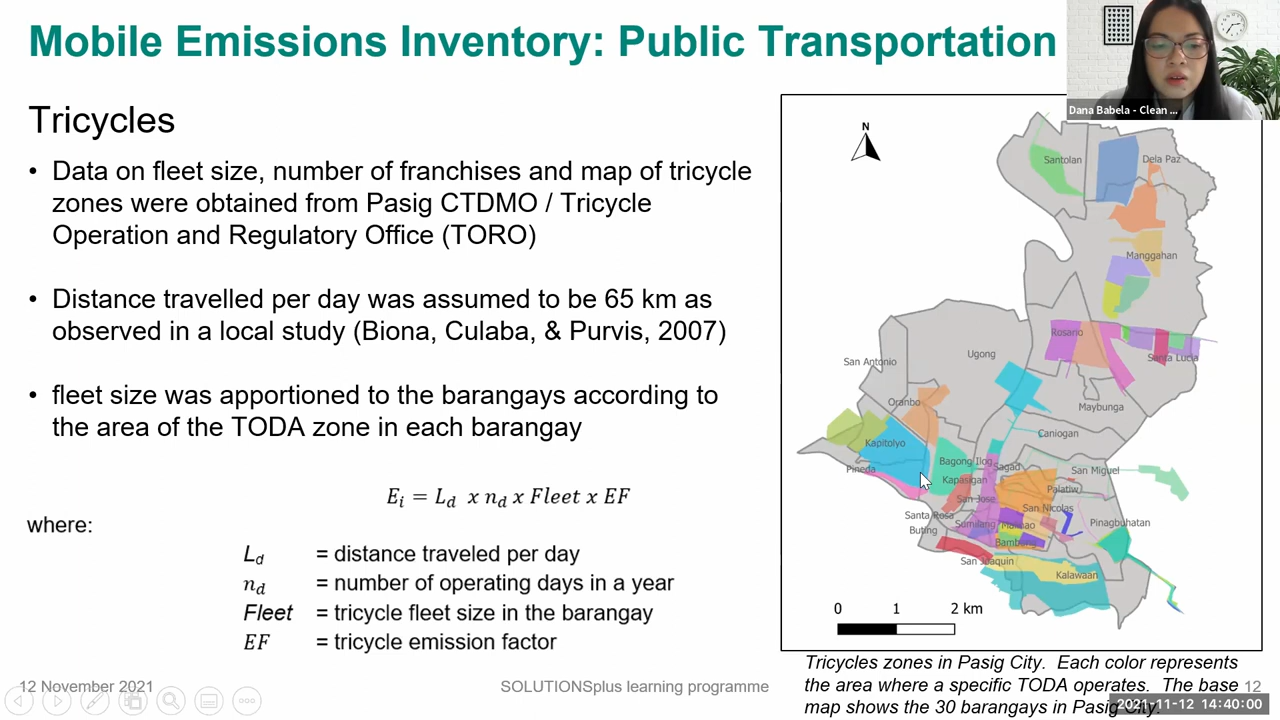 Mobile Emissions Inventory: Public Transportation
Dana Babela - Clean ...
Tricycles
• Data on fleet size, number of franchises and map of tricycle
zones were obtained from Pasig CTDMO / Tricycle
Operation and Regulatory Office (TORO)
• Distance travelled per day was assumed to be 65 km as
observed in a local study (Biona, Culaba, & Purvis, 2007)
• fleet size was apportioned to the barangays according to
the area of the TODA zone in each barangay
E_i = L_d x n_d x Fleet x EF
where:
L_d = distance traveled per day
n_d = number of operating days in a year
Fleet = tricycle fleet size in the barangay
EF = tricycle emission factor
N
Santolan
Dela Paz
Manggahan
Rosario
Santa Lucia
San Antonio
Ugong
Oranbo
Maybunga
Caniogan
Kapitolyo
Pineda
Bagong Ilog
Sagad
San Miguel
Kapasigan
Palatiw
San Jose
San Nicolas
Santa Rosa
Buting
Sumilang
Malinao
Pinagbuhatan
Bambang
San Joaquin
Kalawaan
0 1 2 km
Tricycles zones in Pasig City. Each color represents
the area where a specific TODA operates. The base
map shows the 30 barangays in Pasig City.
12 November 2021
SOLUTIONSplus learning programme
12
2021-11-12 14:40:00